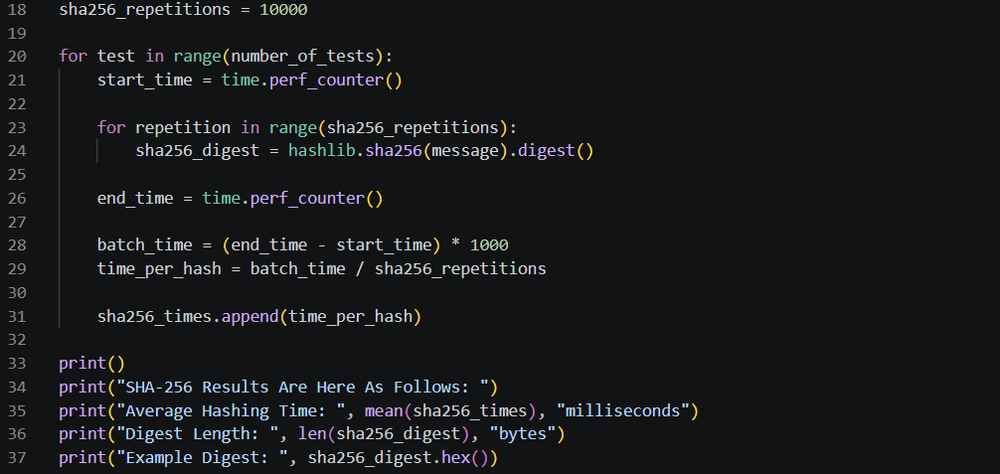 18 sha256_repetitions = 10000
19
20 for test in range(number_of_tests):
21     start_time = time.perf_counter()
22
23     for repetition in range(sha256_repetitions):
24         sha256_digest = hashlib.sha256(message).digest()
25
26     end_time = time.perf_counter()
27
28     batch_time = (end_time - start_time) * 1000
29     time_per_hash = batch_time / sha256_repetitions
30
31     sha256_times.append(time_per_hash)
32
33 print()
34 print("SHA-256 Results Are Here As Follows: ")
35 print("Average Hashing Time: ", mean(sha256_times), "milliseconds")
36 print("Digest Length: ", len(sha256_digest), "bytes")
37 print("Example Digest: ", sha256_digest.hex())